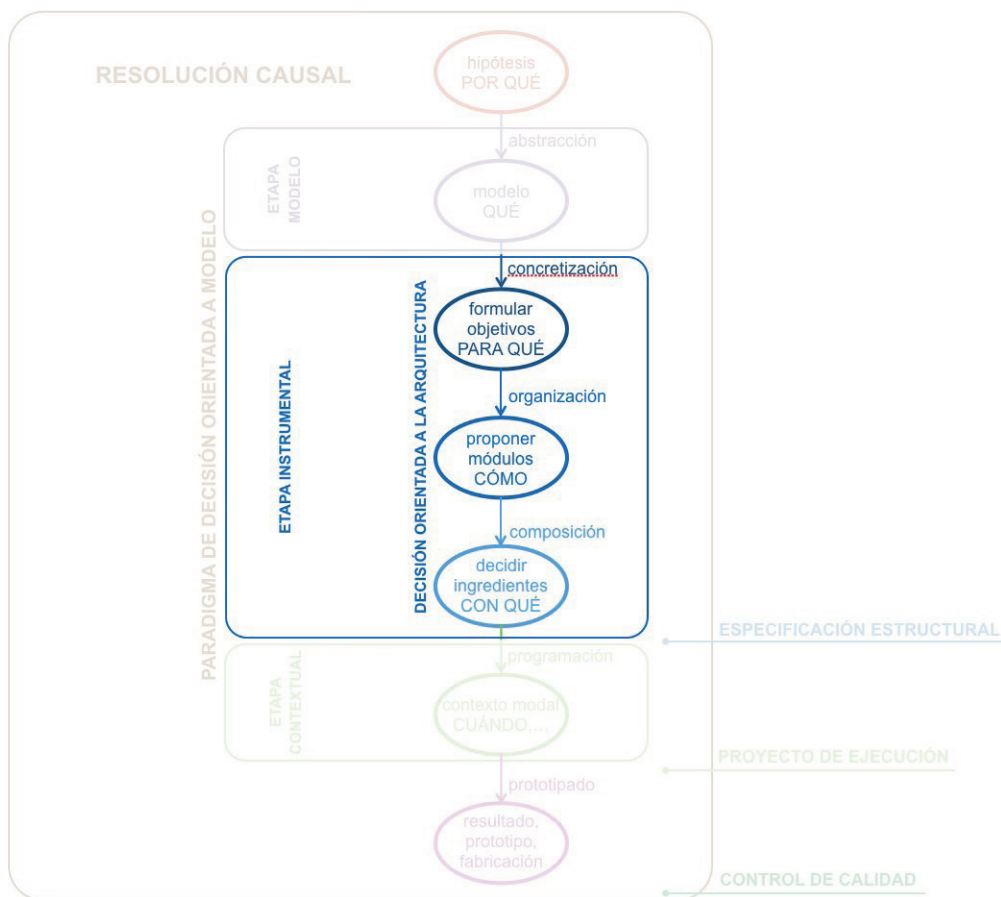 RESOLUCIÓN CAUSAL
hipótesis
POR QUÉ
abstracción
ETAPA
MODELO
modelo
QUÉ
PARADIGMA DE DECISIÓN ORIENTADA A MODELO
concretización
ETAPA INSTRUMENTAL
DECISIÓN ORIENTADA A LA ARQUITECTURA
formular
objetivos
PARA QUÉ
organización
proponer
módulos
CÓMO
composición
decidir
ingredientes
CON QUÉ
ESPECIFICACIÓN ESTRUCTURAL
programación
ETAPA
CONTEXTUAL
contexto modal
CUÁNDO,...
PROYECTO DE EJECUCIÓN
prototipado
resultado,
prototipo,
fabricación
CONTROL DE CALIDAD